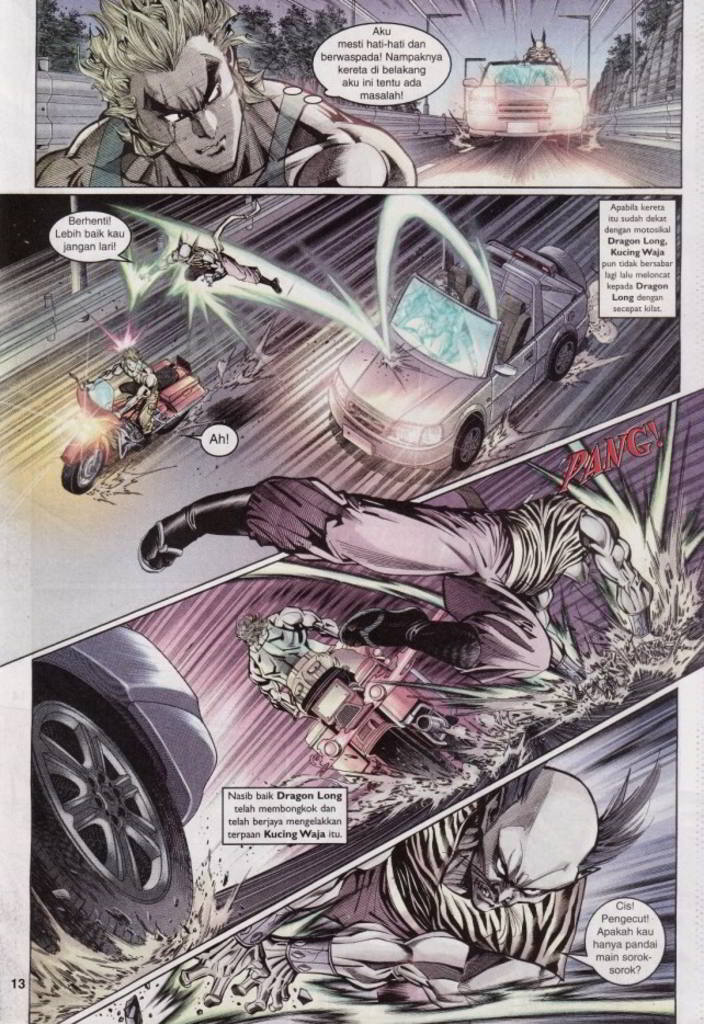 Aku
mesti hati-hati dan
berwaspada! Nampaknya
kereta di belakang
aku ini tentu ada
masalah!
Berhenti!
Lebih baik kau
jangan lari!
Apabila kereta
itu sudah dekat
dengan motosikal
Dragon Long,
Kucing Waja
pun tidak bersabar
lagi lalu meloncat
kepada Dragon
Long dengan
secepat kilat.
Ah!
PANG!
Nasib baik Dragon Long
telah membongkok dan
telah berjaya mengelakkan
terpaan Kucing Waja itu.
Cis!
Pengecut!
Apakah kau
hanya pandai
main sorok-
sorok?
13